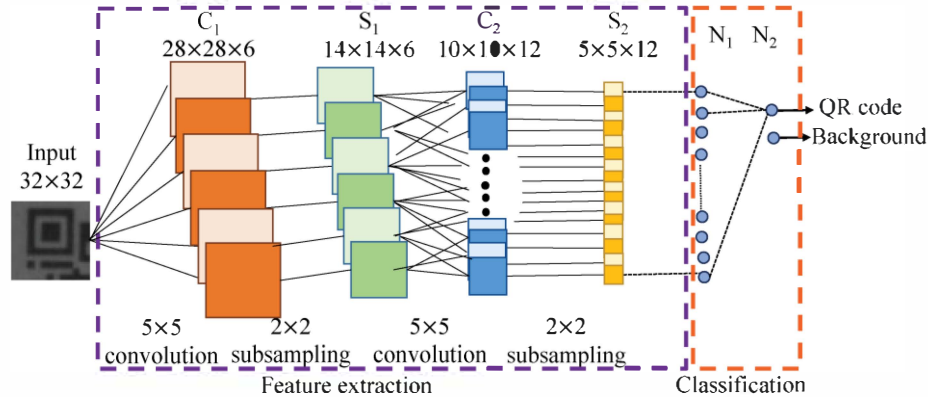 C₁ S₁ C₂ S₂
28×28×6 14×14×6 10×10×12 5×5×12
N₁ N₂
QR code
Background
Input
32×32
5×5 2×2 5×5 2×2
convolution subsampling convolution subsampling
Feature extraction Classification